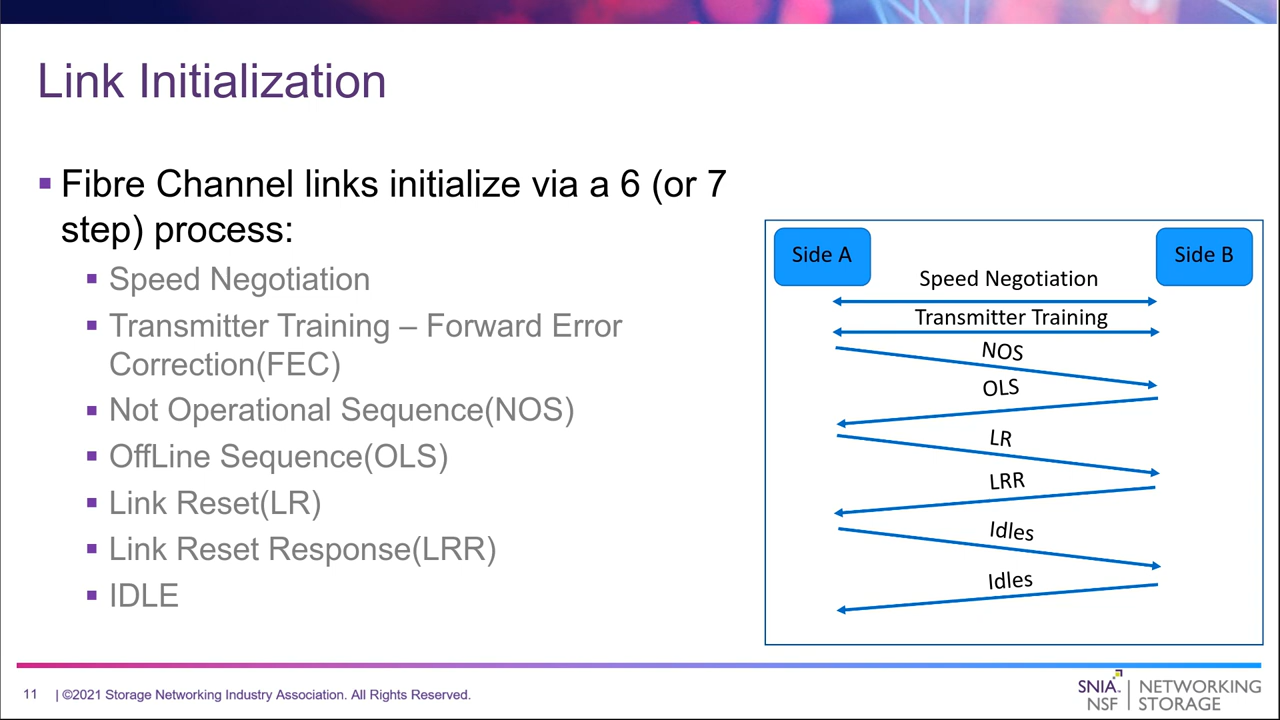 Link Initialization
Fibre Channel links initialize via a 6 (or 7
step) process:
Speed Negotiation
Transmitter Training – Forward Error
Correction(FEC)
Not Operational Sequence(NOS)
OffLine Sequence(OLS)
Link Reset(LR)
Link Reset Response(LRR)
IDLE
Side A
Side B
Speed Negotiation
Transmitter Training
NOS
OLS
LR
LRR
Idles
Idles
11 | ©2021 Storage Networking Industry Association. All Rights Reserved.
SNIA. | NETWORKING
NSF | STORAGE